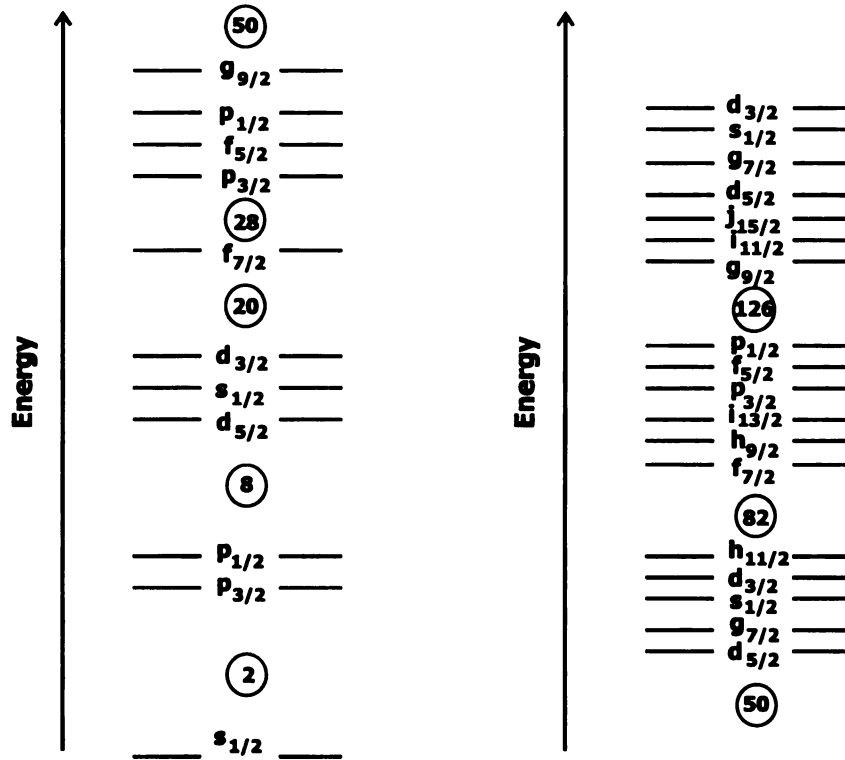 50
g9/2
p1/2
f5/2
p3/2
28
f7/2
20
d3/2
s1/2
d5/2
8
p1/2
p3/2
2
s1/2
Energy
d3/2
s1/2
g7/2
d5/2
j15/2
i11/2
g9/2
126
p1/2
f5/2
p3/2
i13/2
h9/2
f7/2
82
h11/2
d3/2
s1/2
g7/2
d5/2
50
Energy